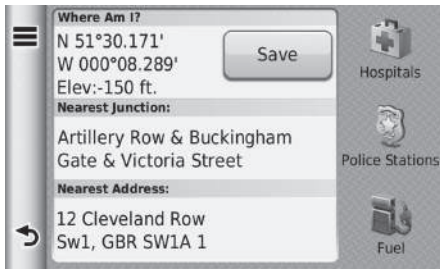 Where Am I?
N 51°30.171'
W 000°08.289'
Elev:-150 ft.
Save
Nearest Junction:
Artillery Row & Buckingham
Gate & Victoria Street
Nearest Address:
12 Cleveland Row
Sw1, GBR SW1A 1
Hospitals
Police Stations
Fuel